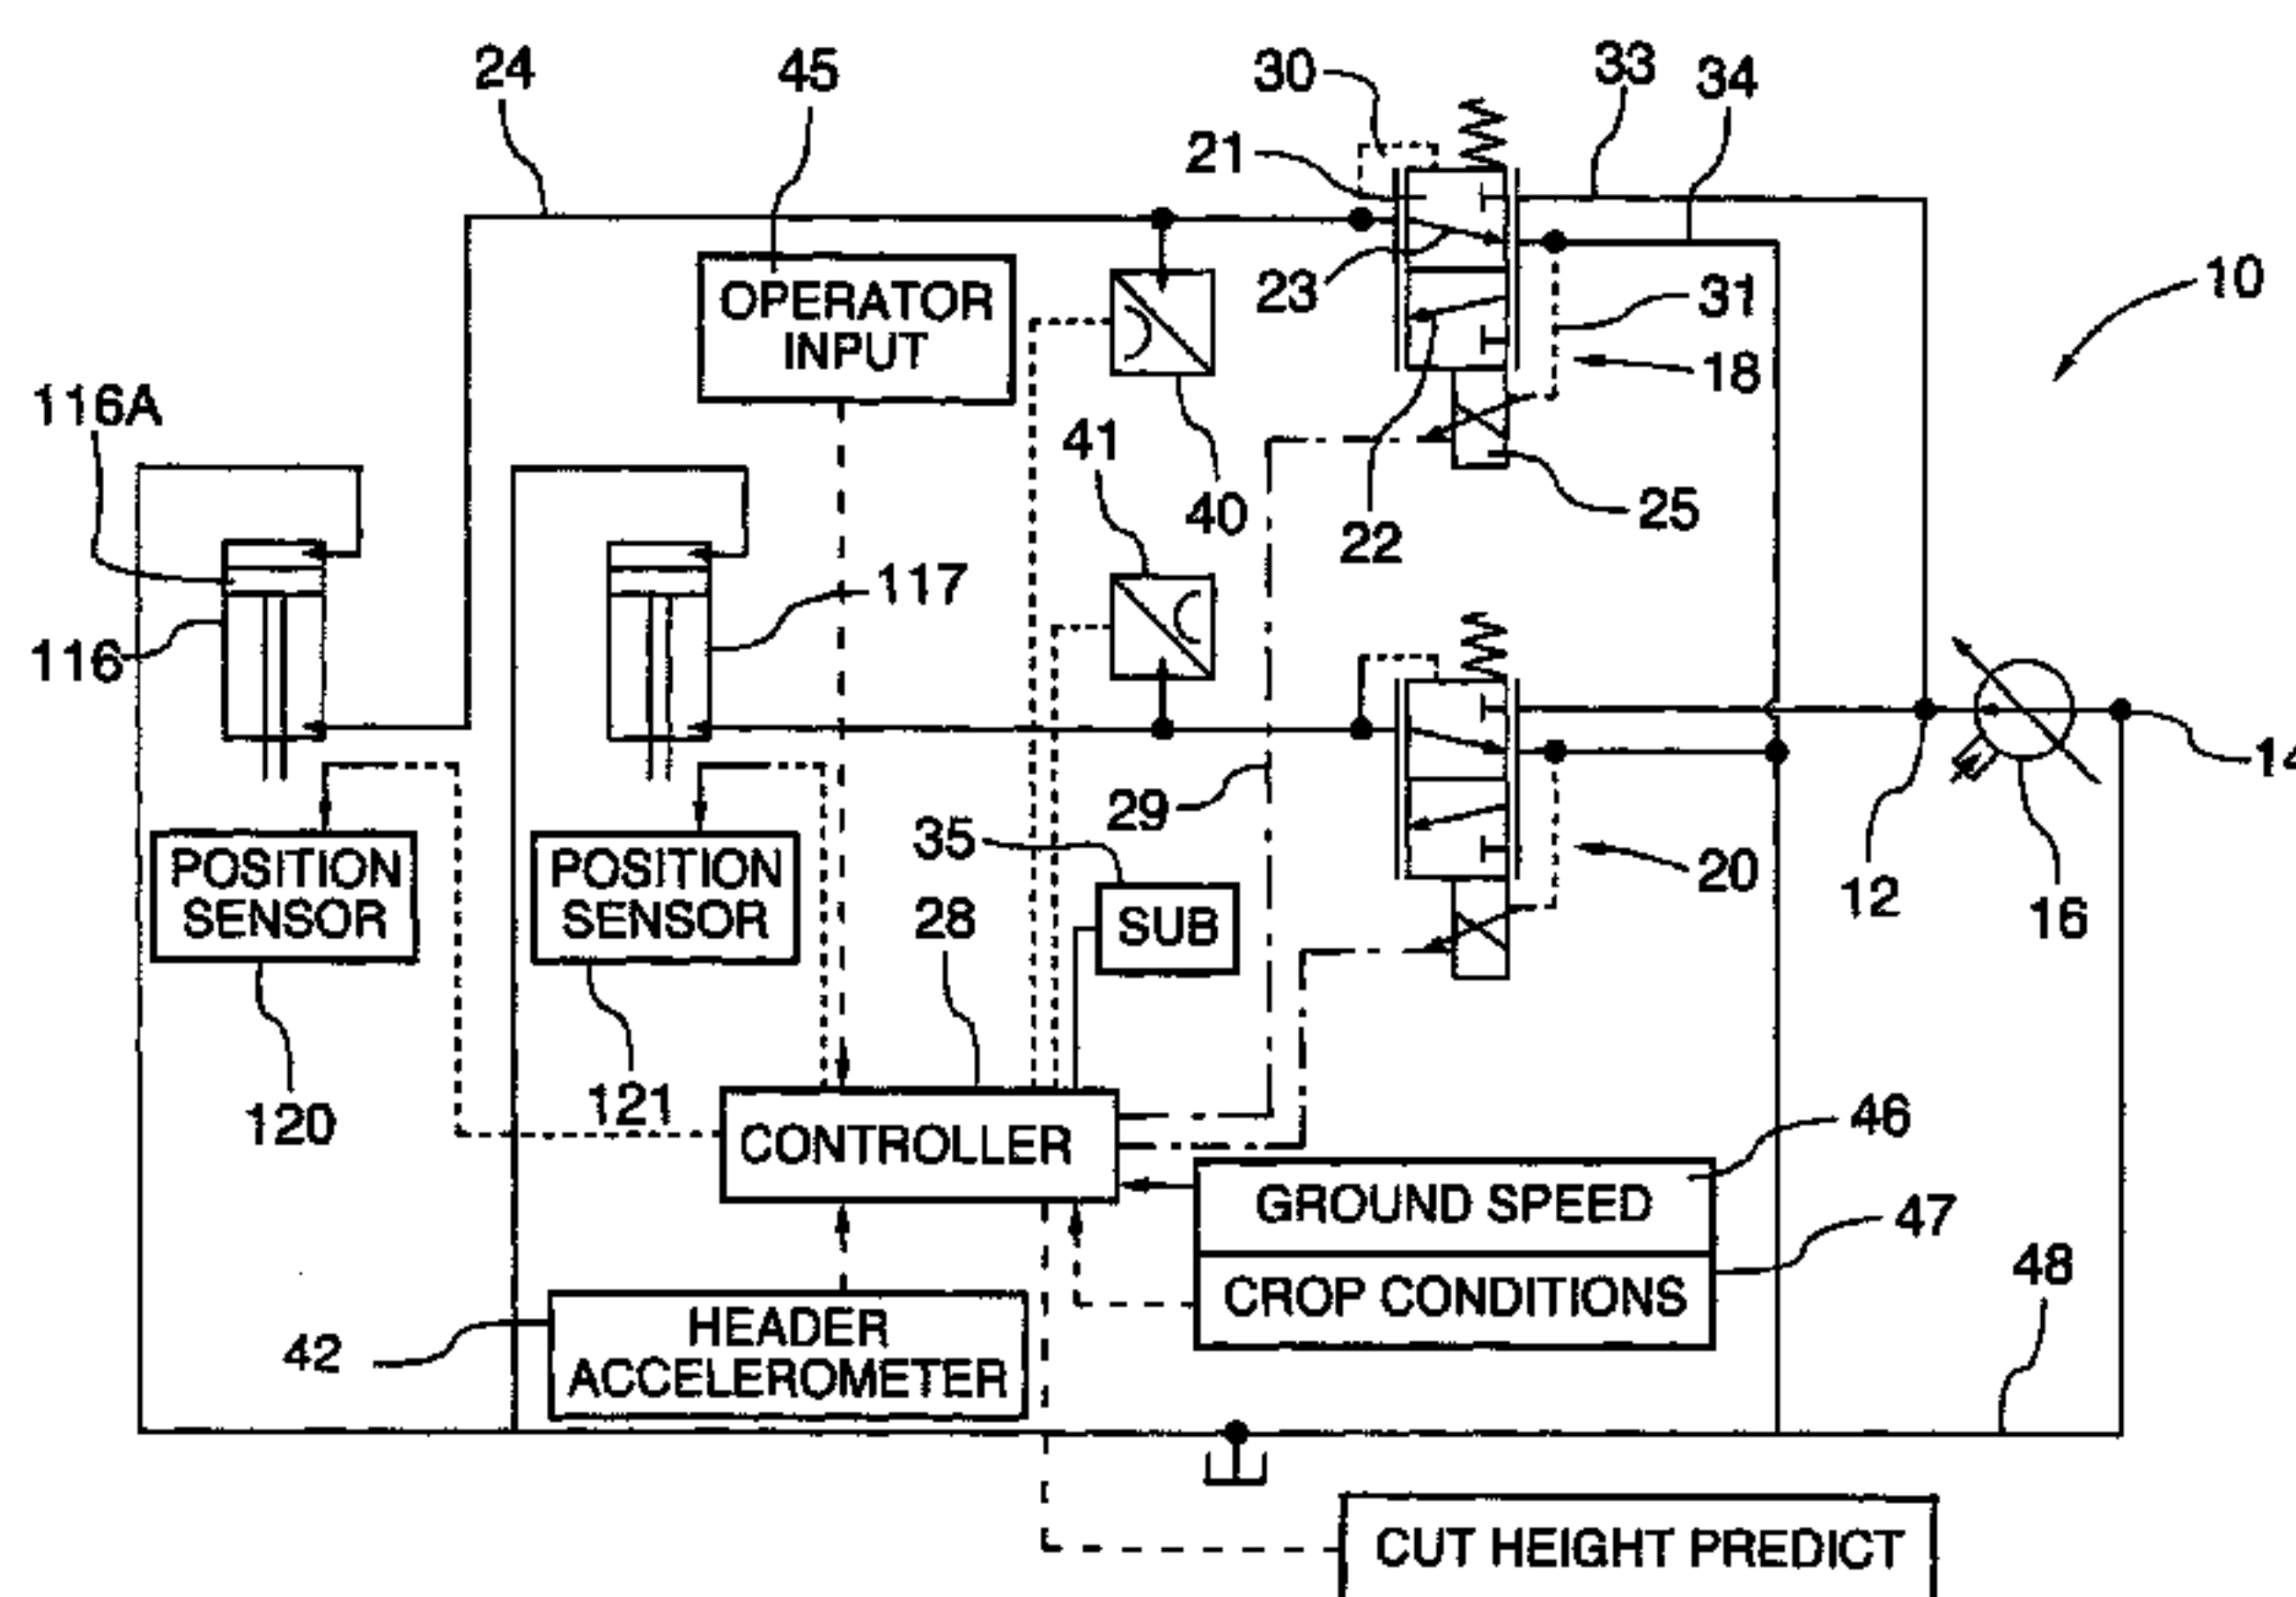 24
45
30
33
34
21
OPERATOR
INPUT
23
31
10
18
116A
41
40
22
25
117
116
29
14
35
POSITION
SENSOR
POSITION
SENSOR
28
SUB
20
12
16
120
121
CONTROLLER
46
GROUND SPEED
47
CROP CONDITIONS
48
42
HEADER
ACCELEROMETER
CUT HEIGHT PREDICT